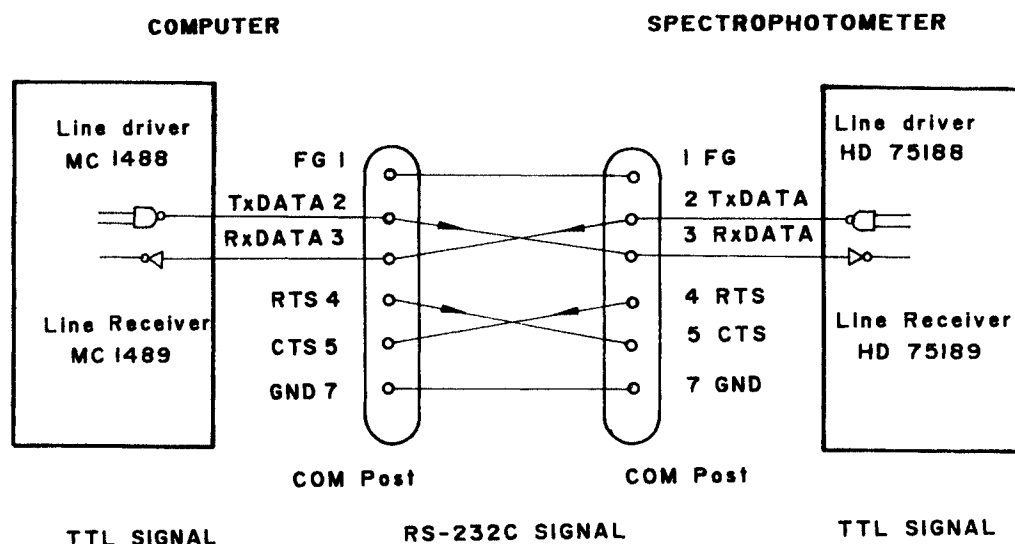 COMPUTER
SPECTROPHOTOMETER
Line driver
MC 1488
Line driver
HD 75188
FG 1
1 FG
TxDATA 2
2 TxDATA
RxDATA 3
3 RxDATA
RTS 4
4 RTS
Line Receiver
MC 1489
Line Receiver
HD 75189
CTS 5
5 CTS
GND 7
7 GND
COM Post
COM Post
TTL SIGNAL
RS-232C SIGNAL
TTL SIGNAL